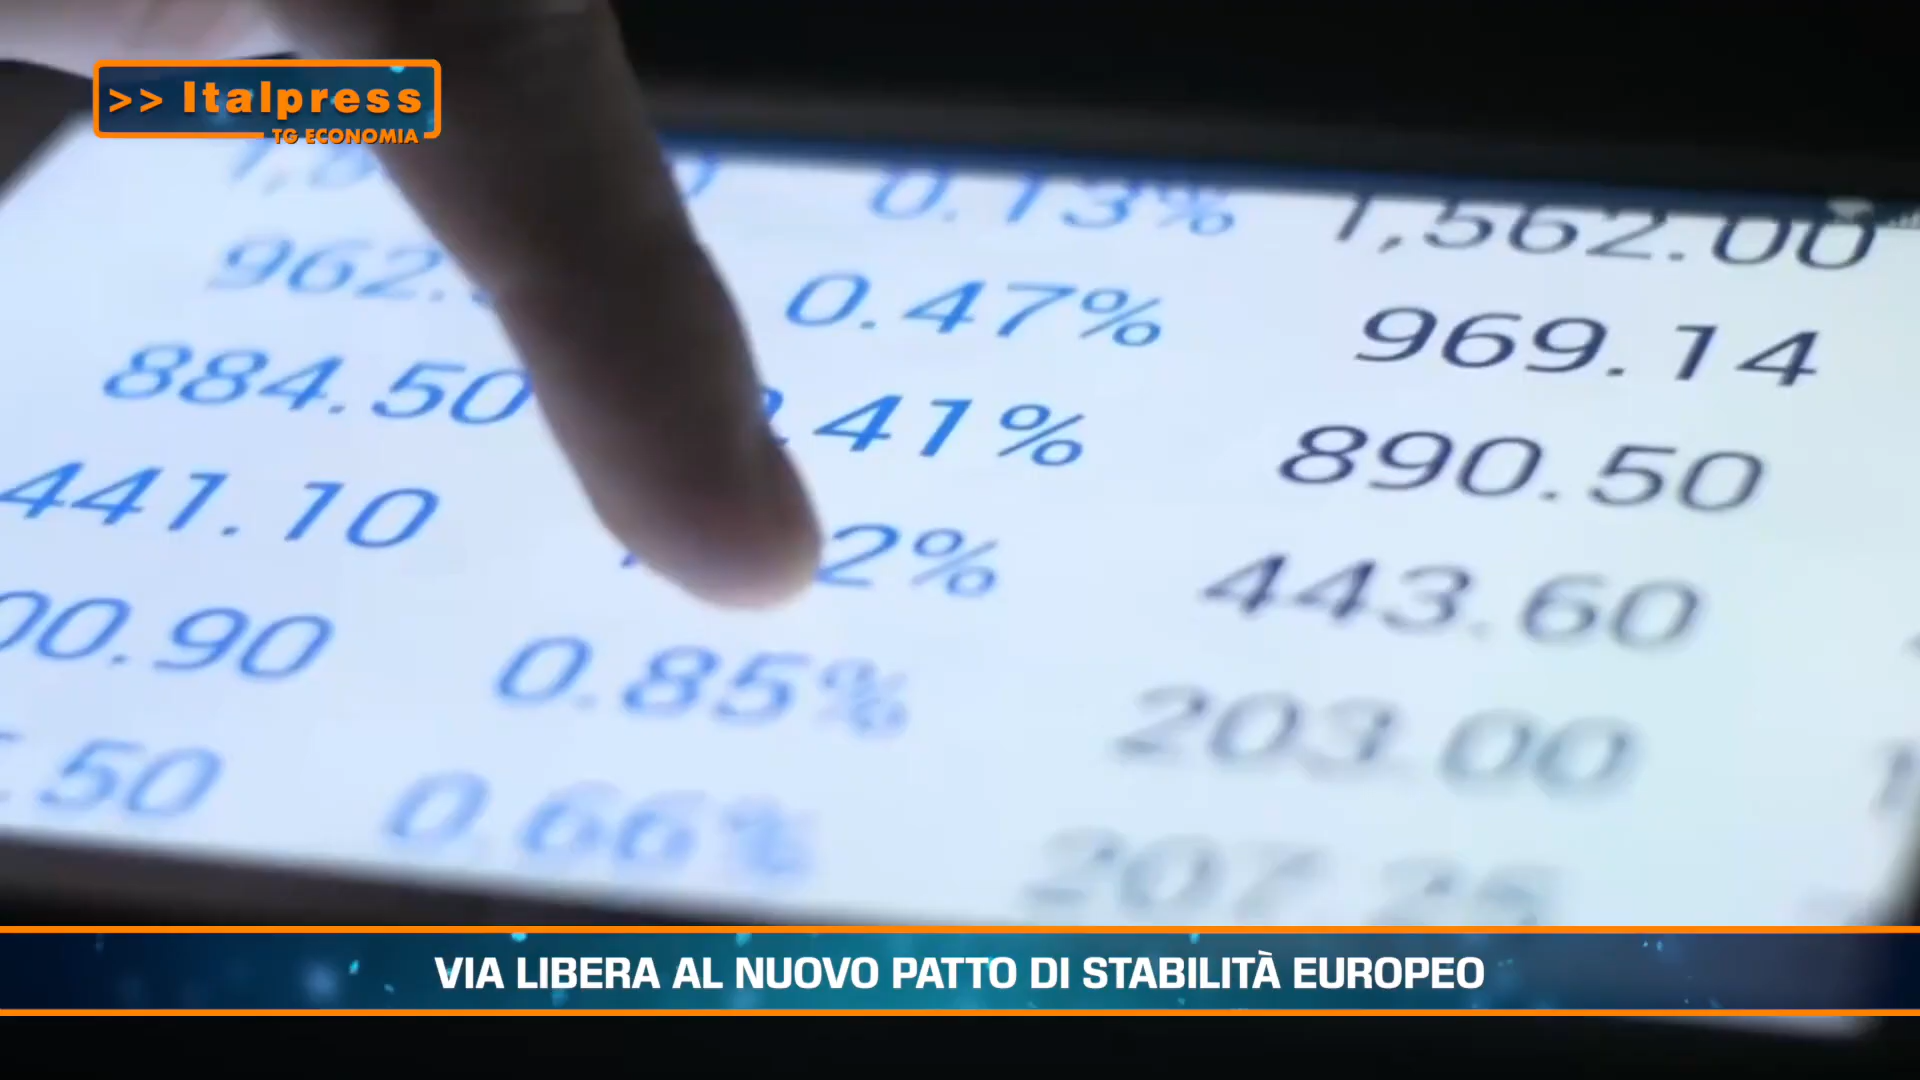 >> Italpress
TG ECONOMIA
0.13% 1,562.00
962. 0.47% 969.14
884.50 .41% 890.50
441.10 2% 443.60
00.90 0.85% 203.00
.50 0.66% 207.25
VIA LIBERA AL NUOVO PATTO DI STABILITÀ EUROPEO